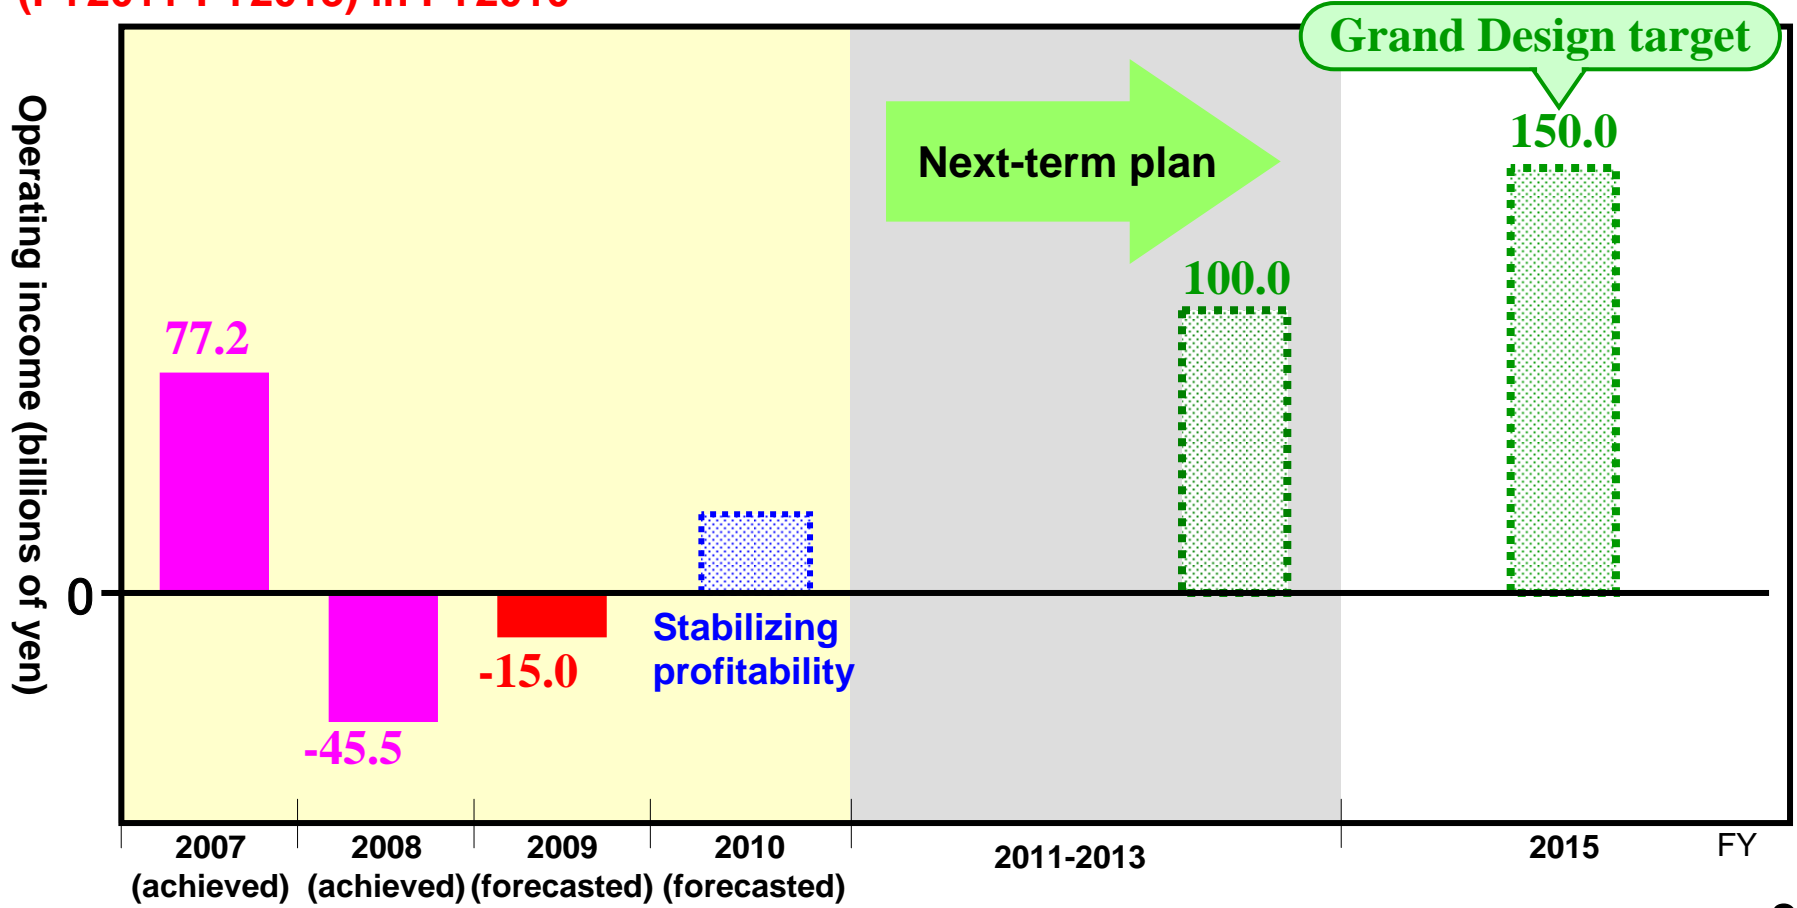 Grand Design target
150.0
Next-term plan
100.0
77.2
Operating income (billions of yen)
0
Stabilizing
profitability
-15.0
-45.5
2007
(achieved)
2008
(achieved)
2009
(forecasted)
2010
(forecasted)
2011-2013
2015
FY